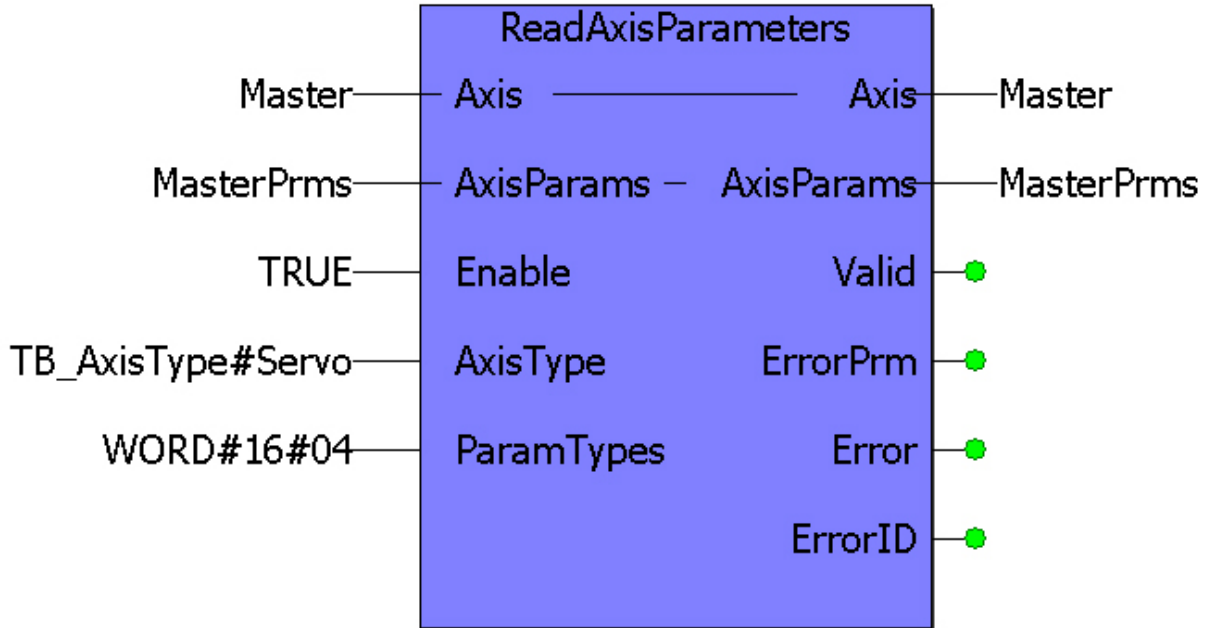 ReadAxisParameters
Master Axis Axis Master
MasterPrms AxisParams AxisParams MasterPrms
TRUE Enable Valid
TB_AxisType#Servo AxisType ErrorPrm
WORD#16#04 ParamTypes Error
ErrorID